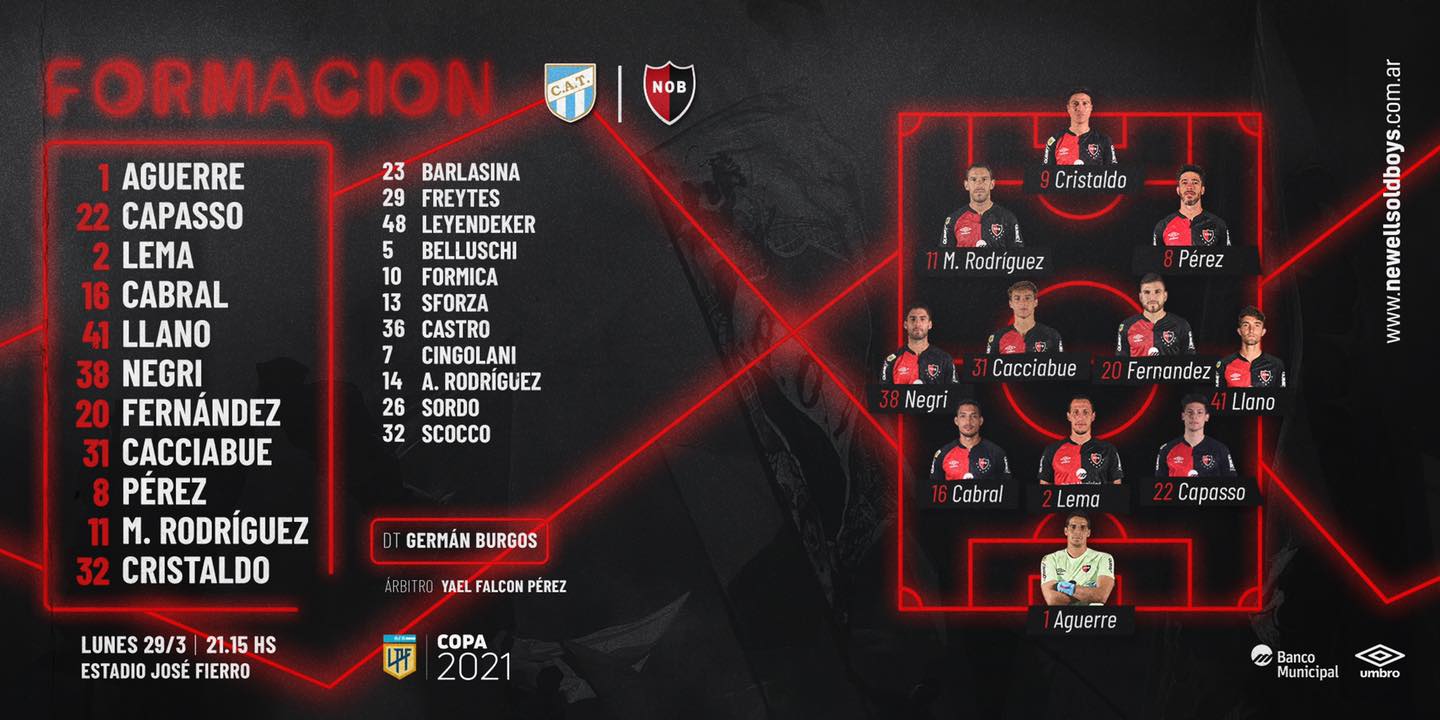 FORMACION
C.A.T.
NOB
1 AGUERRE
22 CAPASSO
2 LEMA
16 CABRAL
41 LLANO
38 NEGRI
20 FERNÁNDEZ
31 CACCIABUE
8 PÉREZ
11 M. RODRÍGUEZ
32 CRISTALDO
23 BARLASINA
29 FREYTES
48 LEYENDEKER
5 BELLUSCHI
10 FORMICA
13 SFORZA
36 CASTRO
7 CINGOLANI
14 A. RODRÍGUEZ
26 SORDO
32 SCOCCO
DT GERMÁN BURGOS
ÁRBITRO YAEL FALCON PÉREZ
LUNES 29/3 | 21.15 HS
ESTADIO JOSÉ FIERRO
LPF
COPA
2021
9 Cristaldo
11 M. Rodríguez
8 Pérez
31 Cacciabue
20 Fernandez
38 Negri
41 Llano
16 Cabral
2 Lema
22 Capasso
1 Aguerre
www.newellsoldboys.com.ar
Banco
Municipal
umbro